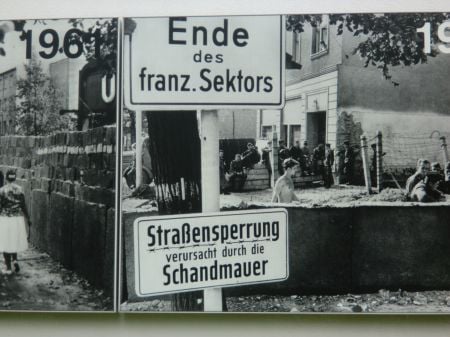 1961
U
Ende
des
franz. Sektors
Straßensperrung
verursacht durch die
Schandmauer